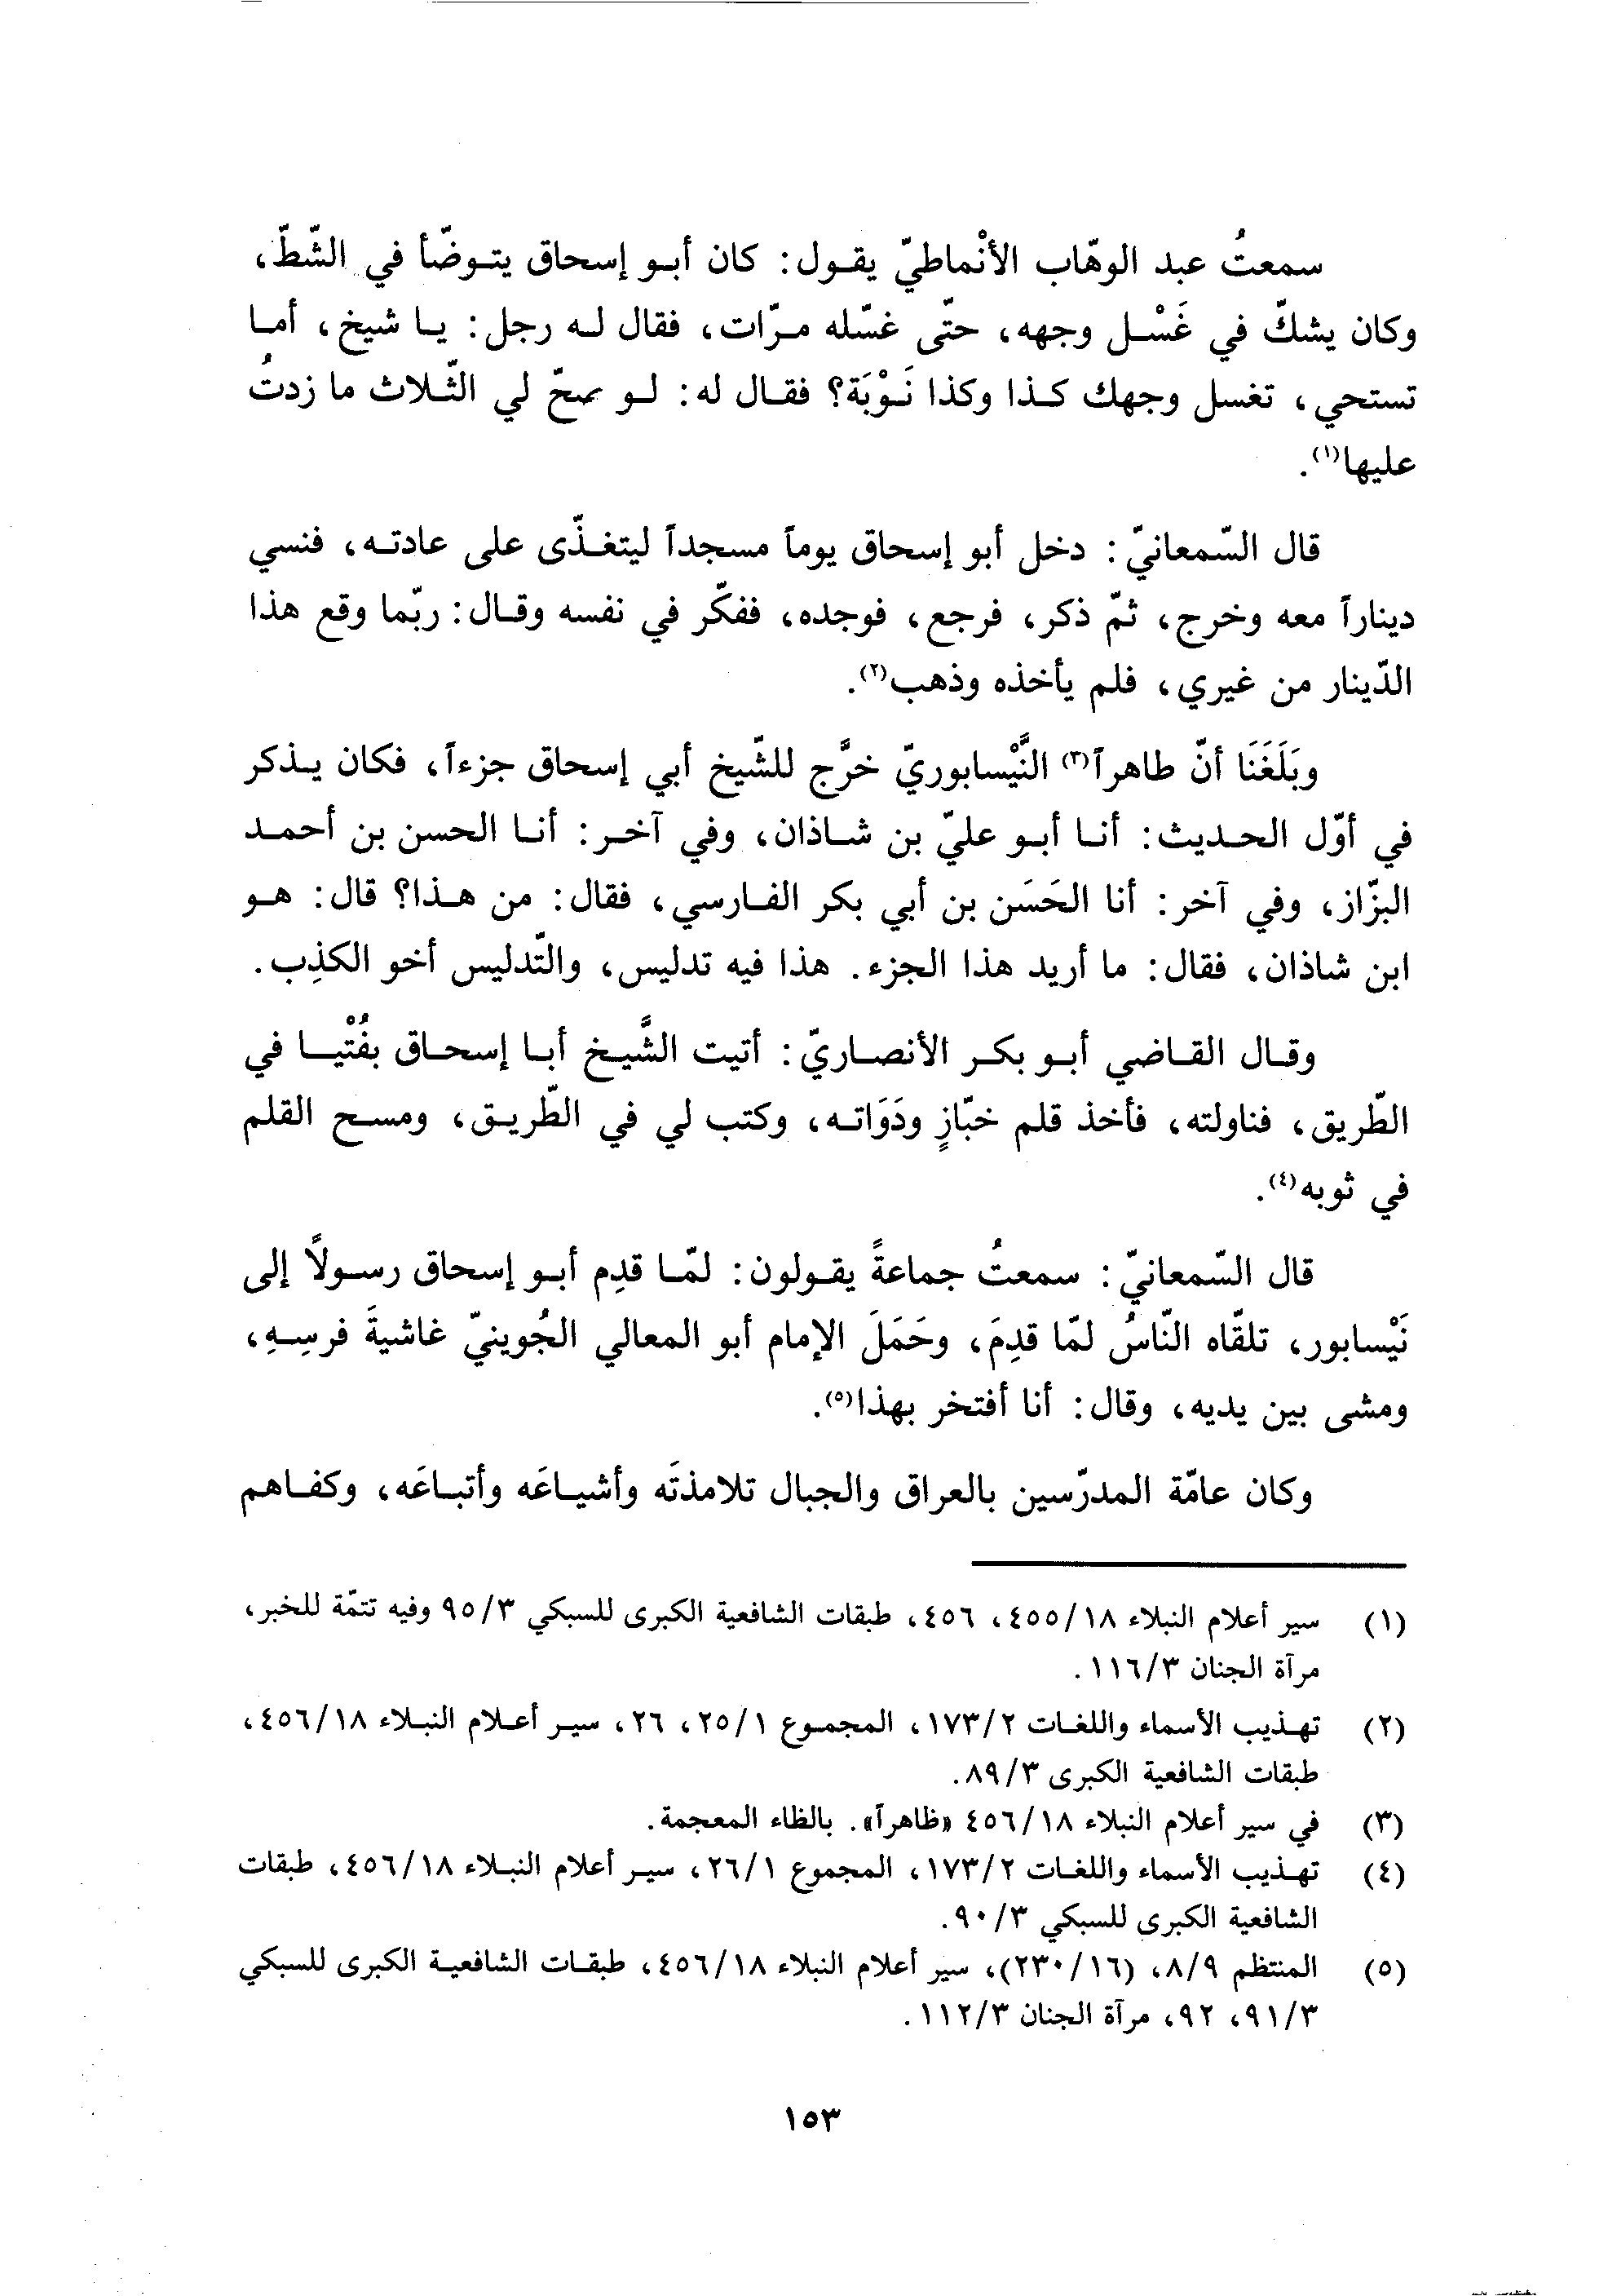 سمعتُ عبد الوهّاب الأنْماطيّ يقول: كان أبو إسحاق يتوضّأ في الشّطّ،
وكان يشكّ في غَسْل وجهه، حتّى غسّله مرّات، فقال له رجل: يا شيخ، أما
تستحي، تغسل وجهك كذا وكذا نَوْبَة؟ فقال له: لو صحّ لي الثّلاث ما زدتُ
عليها(١).
قال السّمعانيّ: دخل أبو إسحاق يوماً مسجداً ليتغذّى على عادته، فنسي
ديناراً معه وخرج، ثمّ ذكر، فرجع، فوجده، ففكّر في نفسه وقال: ربّما وقع هذا
الدّينار من غيري، فلم يأخذه وذهب(٢).
وبَلَغَنَا أنّ طاهراً(٣) النَّيْسابوريّ خرَّج للشّيخ أبي إسحاق جزءاً، فكان يذكر
في أوّل الحديث: أنا أبو عليّ بن شاذان، وفي آخر: أنا الحسن بن أحمد
البزّاز، وفي آخر: أنا الحَسَن بن أبي بكر الفارسي، فقال: من هذا؟ قال: هو
ابن شاذان، فقال: ما أريد هذا الجزء. هذا فيه تدليس، والتّدليس أخو الكذِب.
وقال القاضي أبو بكر الأنصاريّ: أتيت الشَّيخ أبا إسحاق بفُتْيا في
الطّريق، فناولته، فأخذ قلم خبّازٍ ودَوَاته، وكتب لي في الطّريق، ومسح القلم
في ثوبه(٤).
قال السّمعانيّ: سمعتُ جماعةً يقولون: لمّا قدِم أبو إسحاق رسولاً إلى
نَيْسابور، تلقّاه النّاسُ لمّا قدِمَ، وحَمَلَ الإمام أبو المعالي الجُوينيّ غاشيةَ فرسِهِ،
ومشى بين يديه، وقال: أنا أفتخر بهذا(٥).
وكان عامّة المدرّسين بالعراق والجبال تلامذتَه وأشياعَه وأتباعَه، وكفاهم
(١) سير أعلام النبلاء ٤٥٥/١٨، ٤٥٦، طبقات الشافعية الكبرى للسبكي ٩٥/٣ وفيه تتمّة للخبر،
مرآة الجنان ١١٦/٣.
(٢) تهذيب الأسماء واللغات ١٧٣/٢، المجموع ٢٥/١، ٢٦، سير أعلام النبلاء ٤٥٦/١٨،
طبقات الشافعية الكبرى ٨٩/٣.
(٣) في سير أعلام النبلاء ٤٥٦/١٨ «ظاهراً». بالظاء المعجمة.
(٤) تهذيب الأسماء واللغات ١٧٣/٢، المجموع ٢٦/١، سير أعلام النبلاء ٤٥٦/١٨، طبقات
الشافعية الكبرى للسبكي ٩٠/٣.
(٥) المنتظم ٨/٩، (٢٣٠/١٦)، سير أعلام النبلاء ٤٥٦/١٨، طبقات الشافعية الكبرى للسبكي
٩١/٣، ٩٢، مرآة الجنان ١١٢/٣.
١٥٣